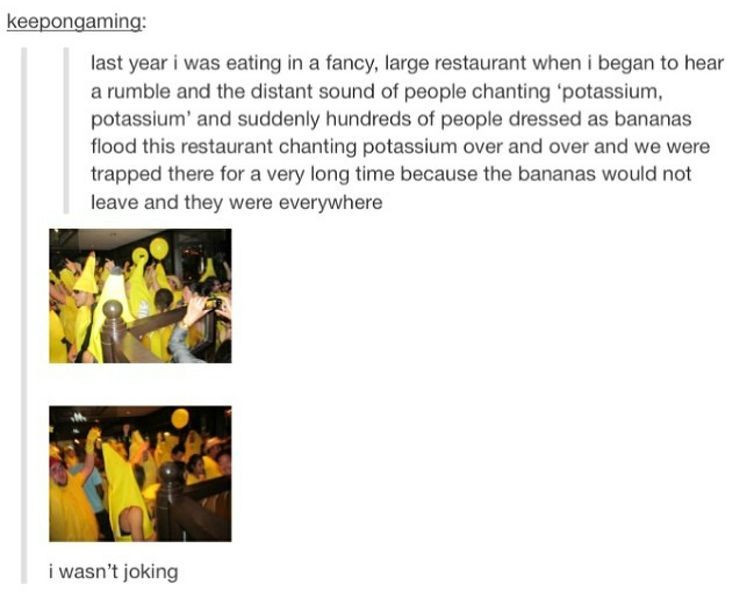 keepongaming:
last year i was eating in a fancy, large restaurant when i began to hear
a rumble and the distant sound of people chanting ‘potassium,
potassium’ and suddenly hundreds of people dressed as bananas
flood this restaurant chanting potassium over and over and we were
trapped there for a very long time because the bananas would not
leave and they were everywhere
i wasn’t joking